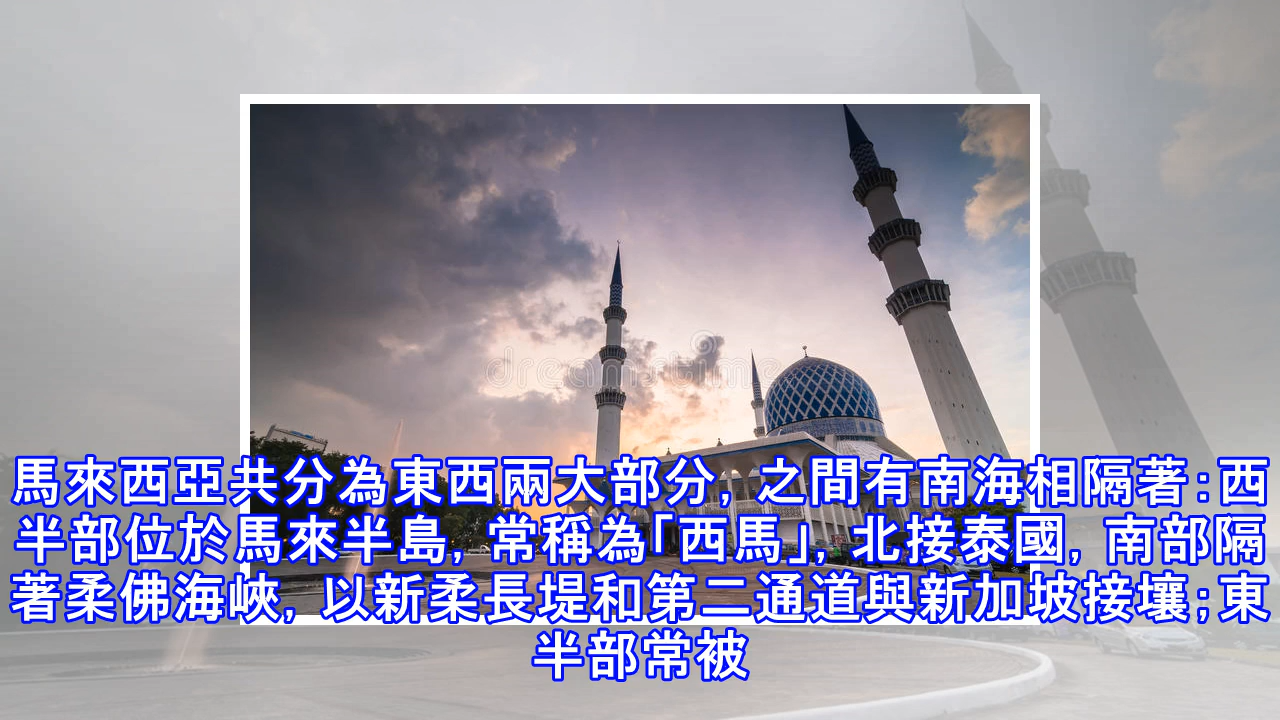 dreamstime
馬來西亞共分為東西兩大部分, 之間有南海相隔著:西
半部位於馬來半島, 常稱為「西馬」, 北接泰國, 南部隔
著柔佛海峽, 以新柔長堤和第二通道與新加坡接壤;東
半部常被